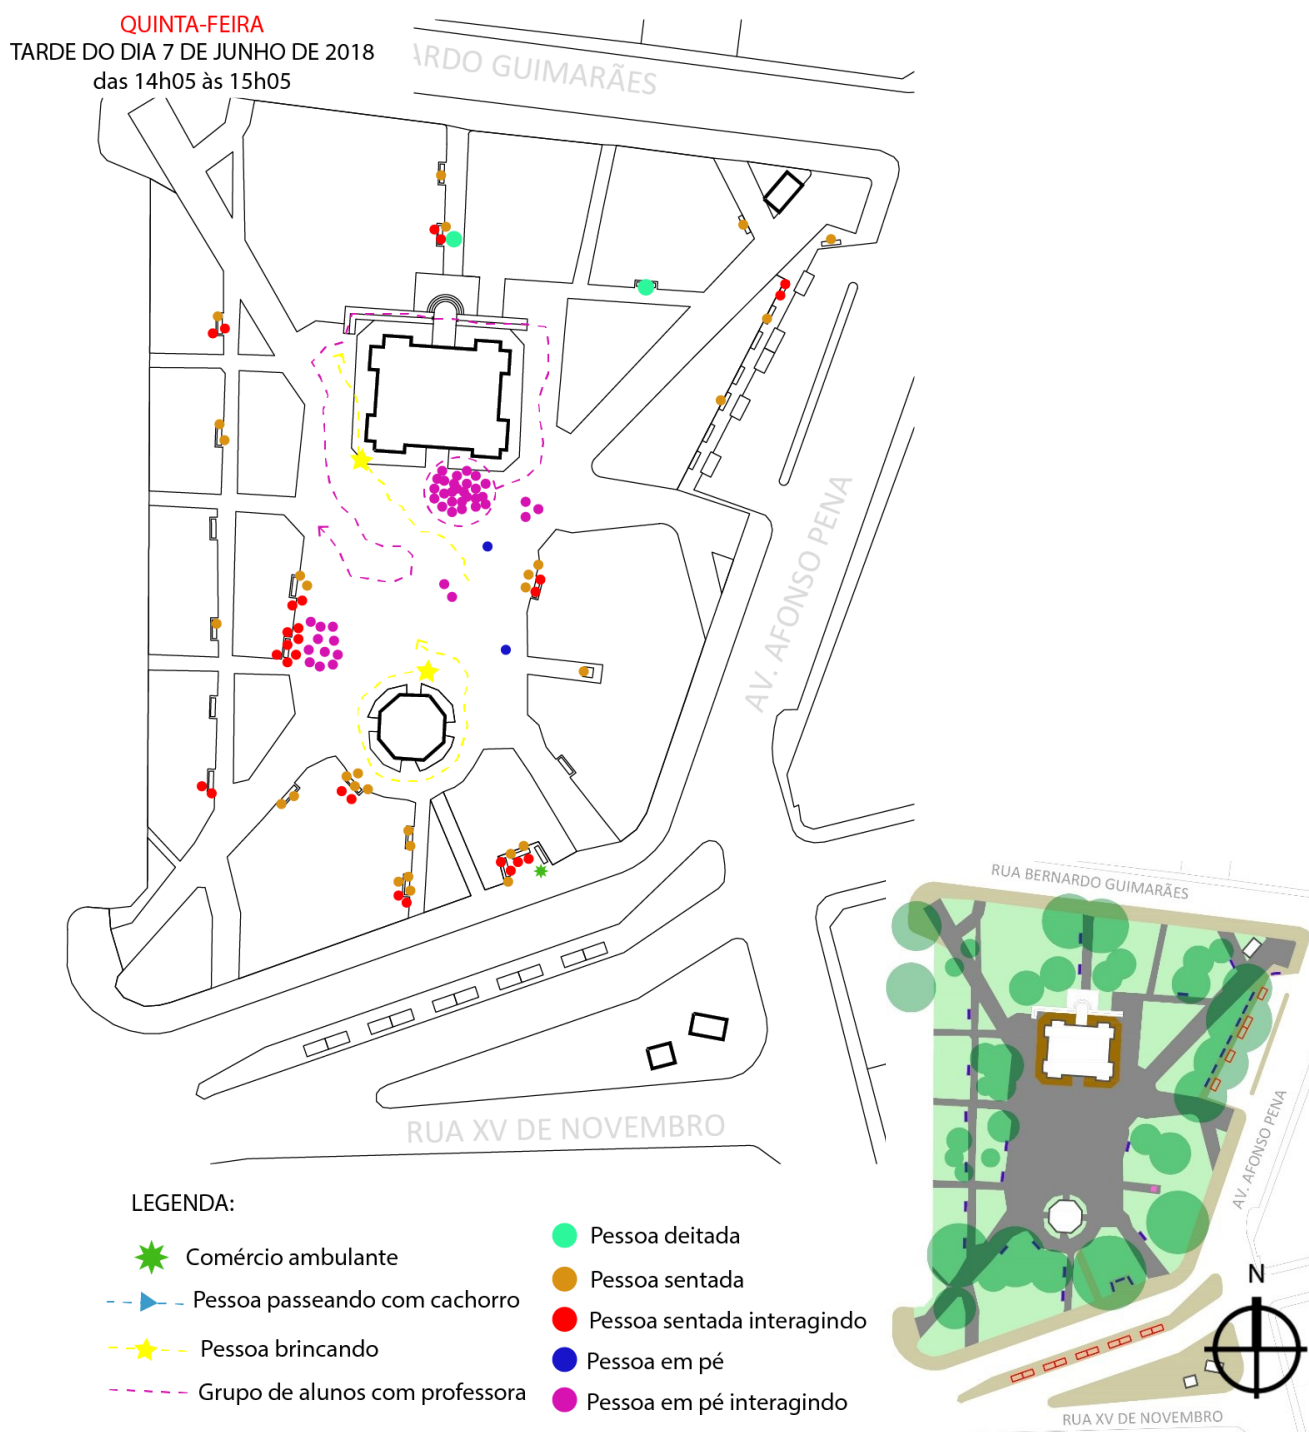 QUINTA-FEIRA
TARDE DO DIA 7 DE JUNHO DE 2018
das 14h05 às 15h05
GUIMARÃES
AV. AFONSO PENA
RUA XV DE NOVEMBRO
RUA BERNARDO GUIMARÃES
AV. AFONSO PENA
N
RUA XV DE NOVEMBRO
LEGENDA:
Comércio ambulante
Pessoa passeando com cachorro
Pessoa brincando
Grupo de alunos com professora
Pessoa deitada
Pessoa sentada
Pessoa sentada interagindo
Pessoa em pé
Pessoa em pé interagindo